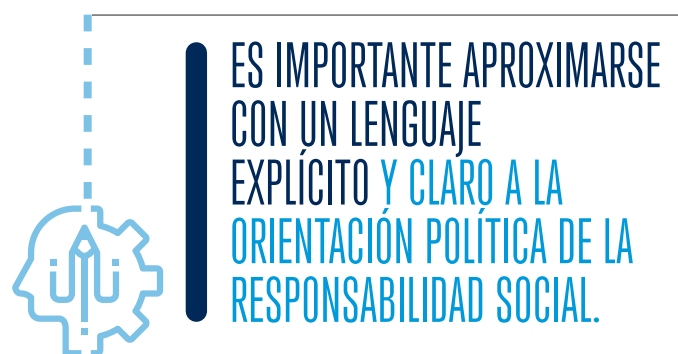 ES IMPORTANTE APROXIMARSE
CON UN LENGUAJE
EXPLÍCITO Y CLARO A LA
ORIENTACIÓN POLÍTICA DE LA
RESPONSABILIDAD SOCIAL.